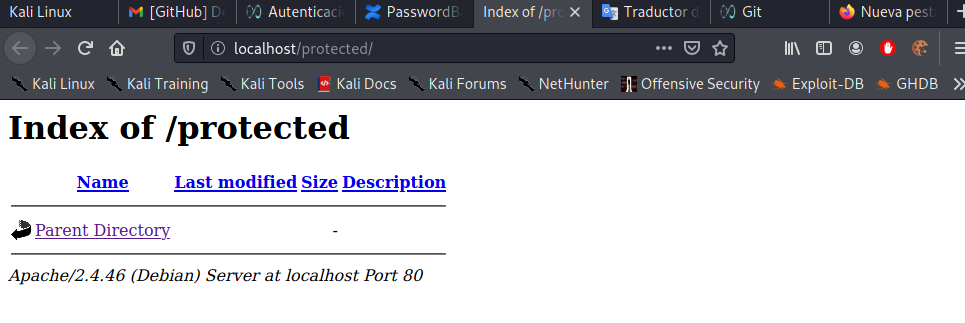 Kali Linux [GitHub] De Autenticaci PasswordB Index of /pro Traductor d Git Nueva pest
localhost/protected/
Kali Linux Kali Training Kali Tools Kali Docs Kali Forums NetHunter Offensive Security Exploit-DB GHDB
Index of /protected
Name Last modified Size Description
Parent Directory -
Apache/2.4.46 (Debian) Server at localhost Port 80